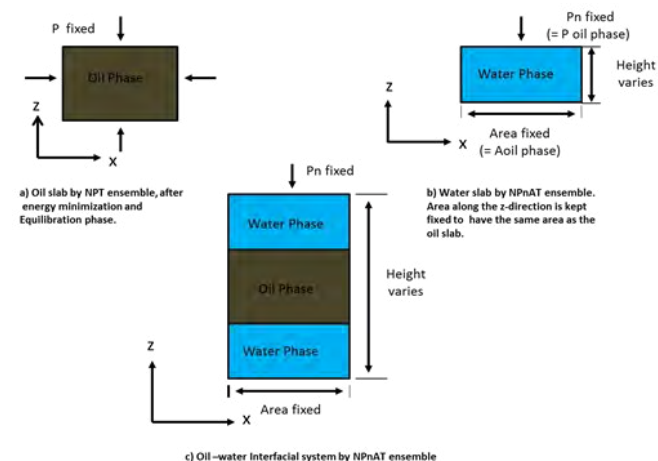 P fixed
Oil Phase
Z
X
a) Oil slab by NPT ensemble, after
energy minimization and
Equilibration phase.
Pn fixed
(= P oil phase)
Water Phase
Height
varies
Z
X
Area fixed
(= Aoil phase)
b) Water slab by NPnAT ensemble.
Area along the z-direction is kept
fixed to have the same area as the
oil slab.
Pn fixed
Water Phase
Oil Phase
Water Phase
Height
varies
Z
X
Area fixed
c) Oil –water Interfacial system by NPnAT ensemble